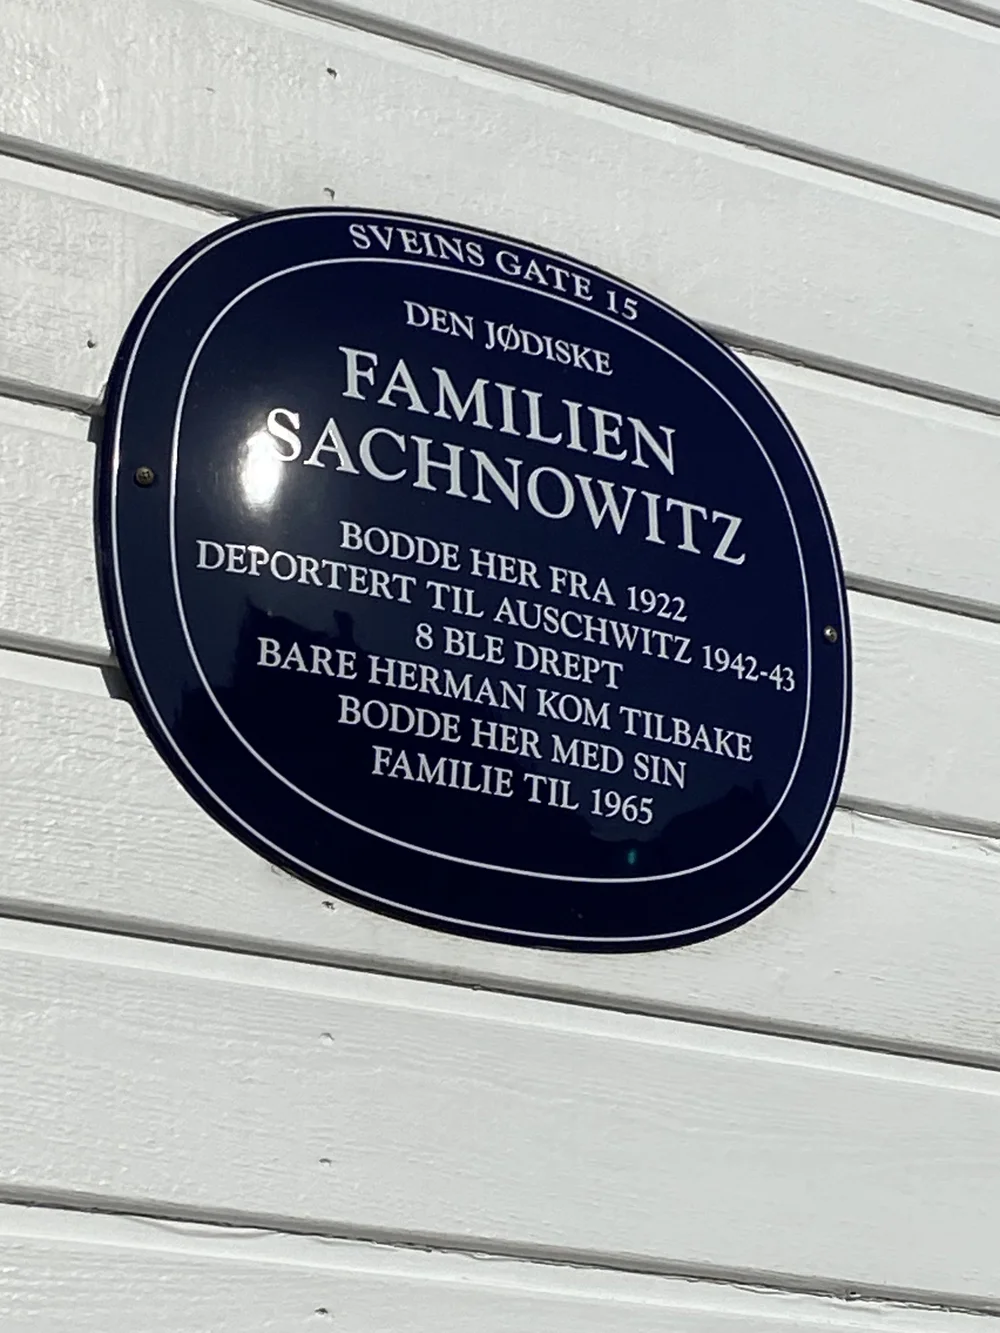 SVEINS GATE 15
DEN JØDISKE
FAMILIEN
SACHNOWITZ
BODDE HER FRA 1922
DEPORTERT TIL AUSCHWITZ 1942-43
8 BLE DREPT
BARE HERMAN KOM TILBAKE
BODDE HER MED SIN
FAMILIE TIL 1965